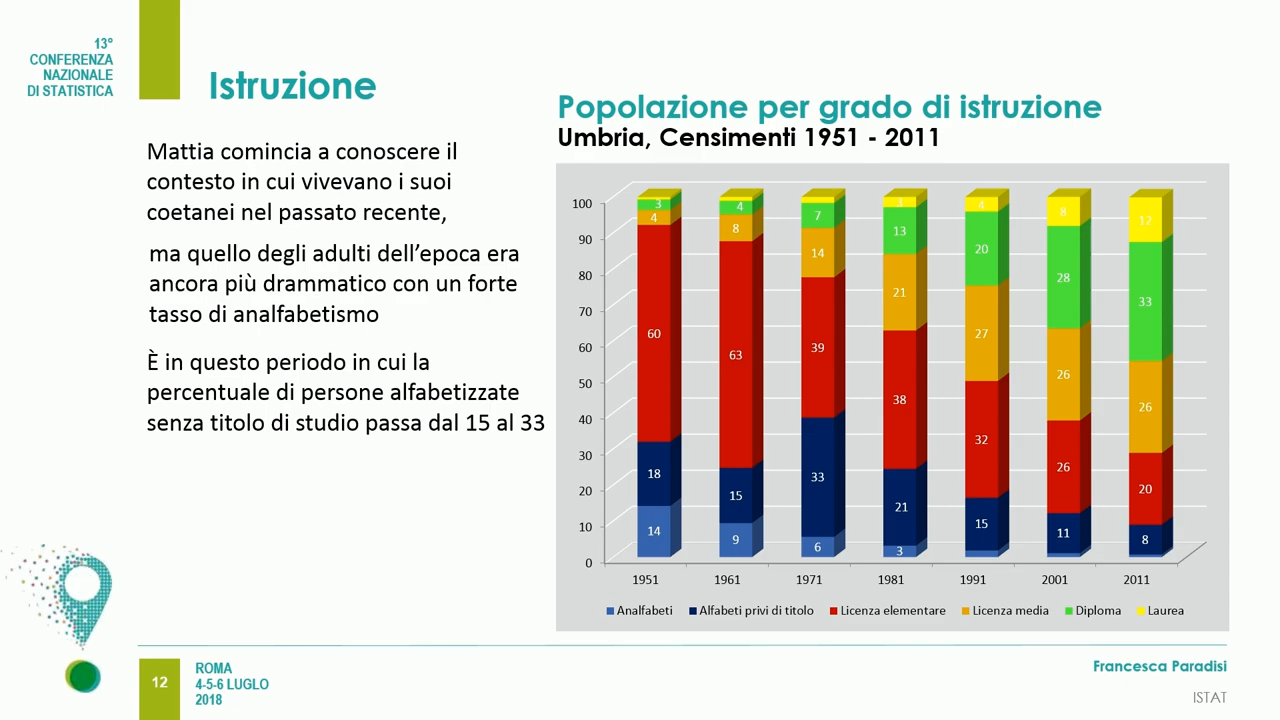 13°
CONFERENZA
NAZIONALE
DI STATISTICA
Istruzione
Mattia comincia a conoscere il
contesto in cui vivevano i suoi
coetanei nel passato recente,
ma quello degli adulti dell’epoca era
ancora più drammatico con un forte
tasso di analfabetismo
È in questo periodo in cui la
percentuale di persone alfabetizzate
senza titolo di studio passa dal 15 al 33
Popolazione per grado di istruzione
Umbria, Censimenti 1951 - 2011
100
90
80
70
60
50
40
30
20
10
0
3 4 60 18 14
4 8 63 15 9
7 14 39 33 6
3 13 21 38 21 3
4 20 27 32 15
8 28 26 26 11
12 33 26 20 8
1951 1961 1971 1981 1991 2001 2011
Analfabeti Alfabeti privi di titolo Licenza elementare Licenza media Diploma Laurea
12
ROMA
4-5-6 LUGLIO
2018
Francesca Paradisi
ISTAT